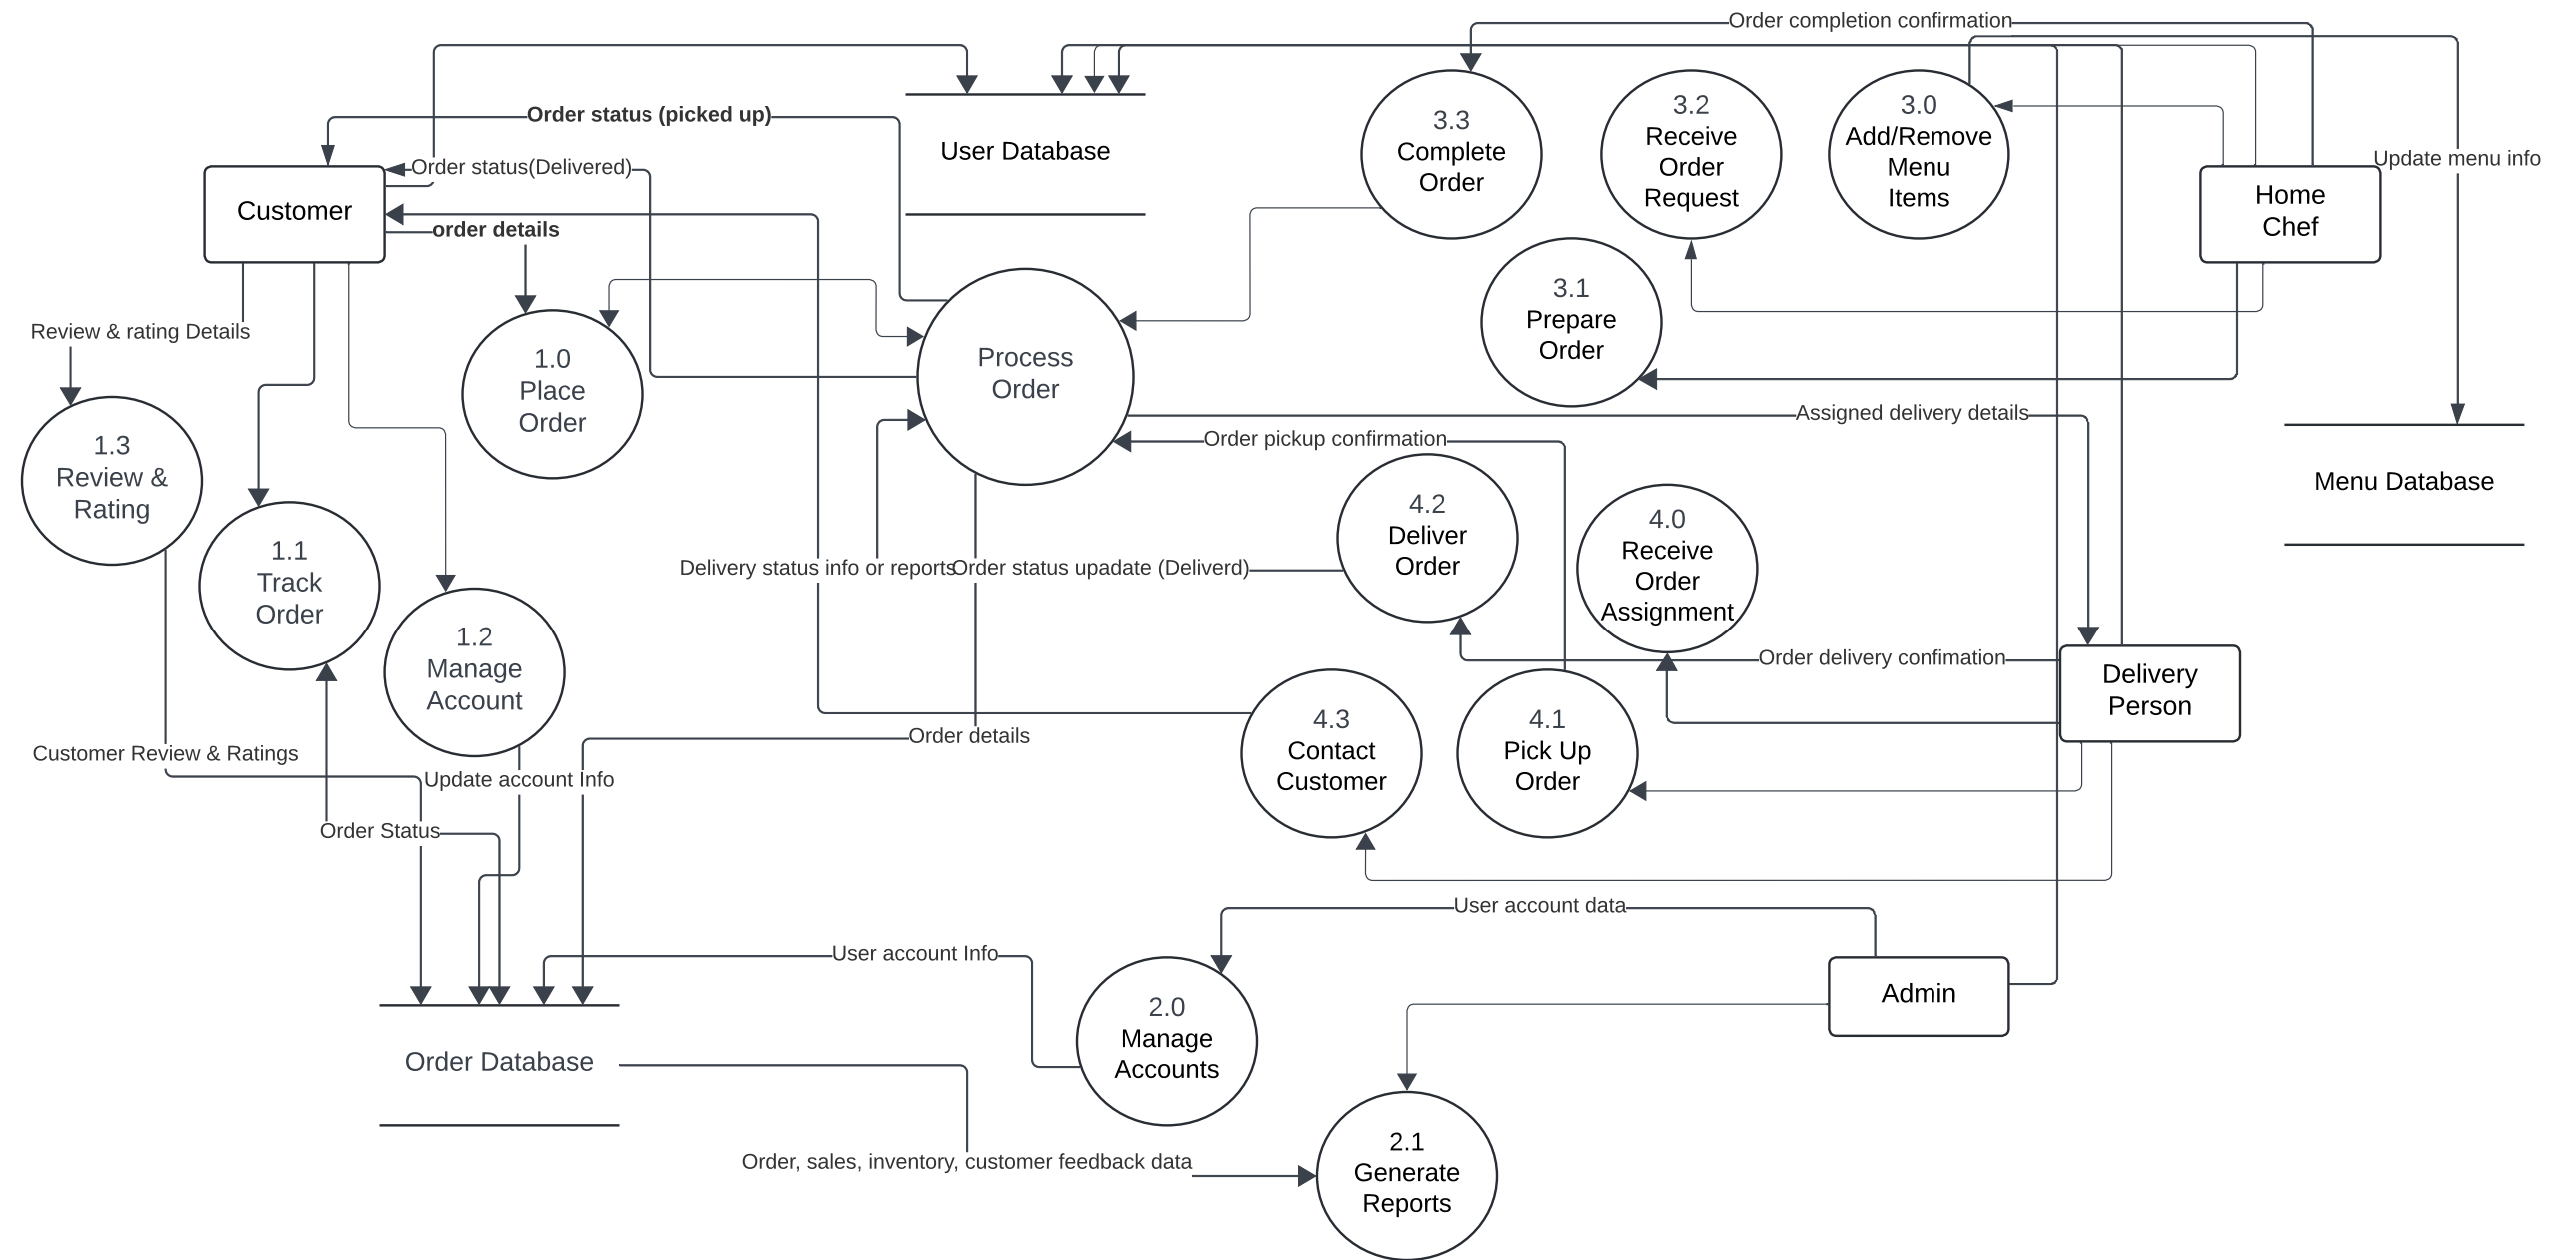 Order completion confirmation
Order status (picked up)
User Database
3.3
Complete
Order
3.2
Receive
Order
Request
3.0
Add/Remove
Menu
Items
Update menu info
Order status(Delivered)
Customer
order details
Home
Chef
Review & rating Details
1.0
Place
Order
Process
Order
3.1
Prepare
Order
Assigned delivery details
Order pickup confirmation
1.3
Review &
Rating
Menu Database
1.1
Track
Order
4.2
Deliver
Order
4.0
Receive
Order
Assignment
Delivery status info or reports
Order status upadate (Deliverd)
1.2
Manage
Account
Order delivery confimation
Delivery
Person
4.3
Contact
Customer
4.1
Pick Up
Order
Order details
Customer Review & Ratings
Update account Info
Order Status
User account data
User account Info
Admin
2.0
Manage
Accounts
Order Database
Order, sales, inventory, customer feedback data
2.1
Generate
Reports